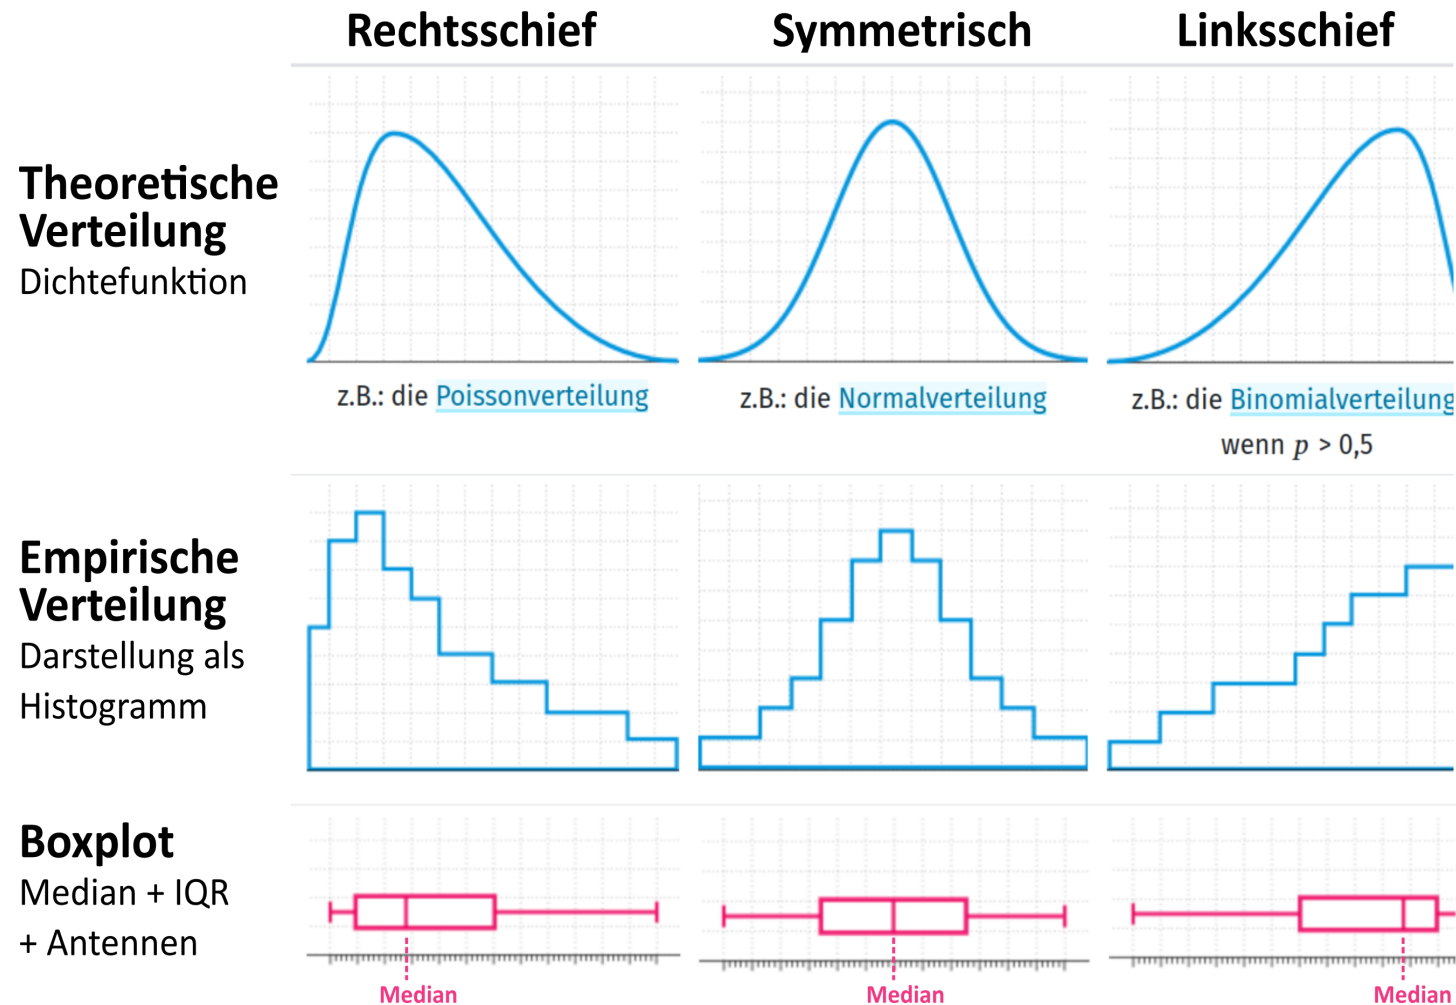 Rechtsschief
Symmetrisch
Linksschief
Theoretische
Verteilung
Dichtefunktion
z.B.: die Poissonverteilung
z.B.: die Normalverteilung
z.B.: die Binomialverteilung
wenn p > 0,5
Empirische
Verteilung
Darstellung als
Histogramm
Boxplot
Median + IQR
+ Antennen
Median
Median
Median